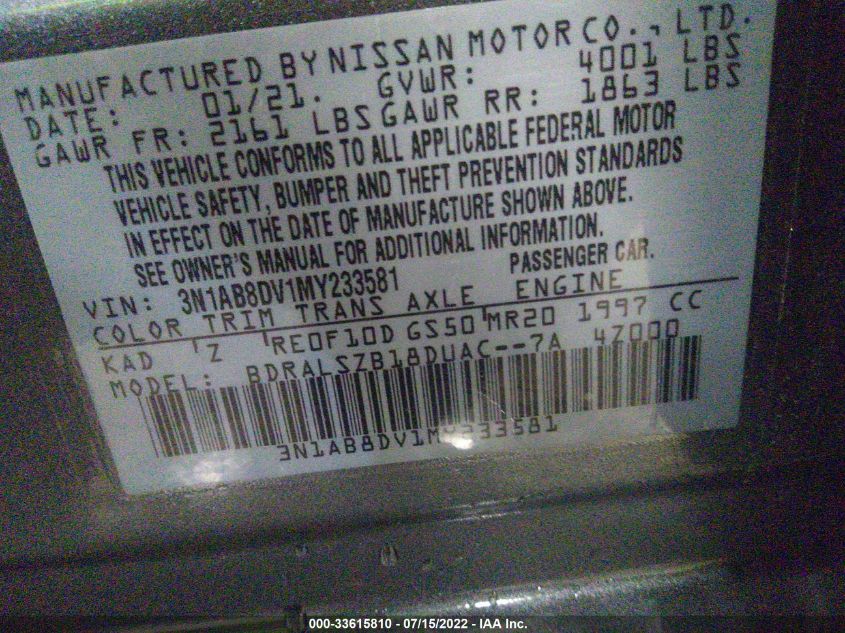 MANUFACTURED BY NISSAN MOTOR CO., LTD.
DATE: 01/21. GVWR: 4001 LBS
GAWR FR: 2161 LBS GAWR RR: 1863 LBS
THIS VEHICLE CONFORMS TO ALL APPLICABLE FEDERAL MOTOR
VEHICLE SAFETY, BUMPER AND THEFT PREVENTION STANDARDS
IN EFFECT ON THE DATE OF MANUFACTURE SHOWN ABOVE.
SEE OWNER'S MANUAL FOR ADDITIONAL INFORMATION.
VIN: 3N1AB8DV1MY233581 PASSENGER CAR.
COLOR TRIM TRANS AXLE ENGINE
KAD Z RE0F10D GS50 MR20 1997 CC
MODEL: BDRALSZB18DUAC--7A 4Z000
3N1AB8DV1MY233581
000-33615810 - 07/15/2022 - IAA Inc.